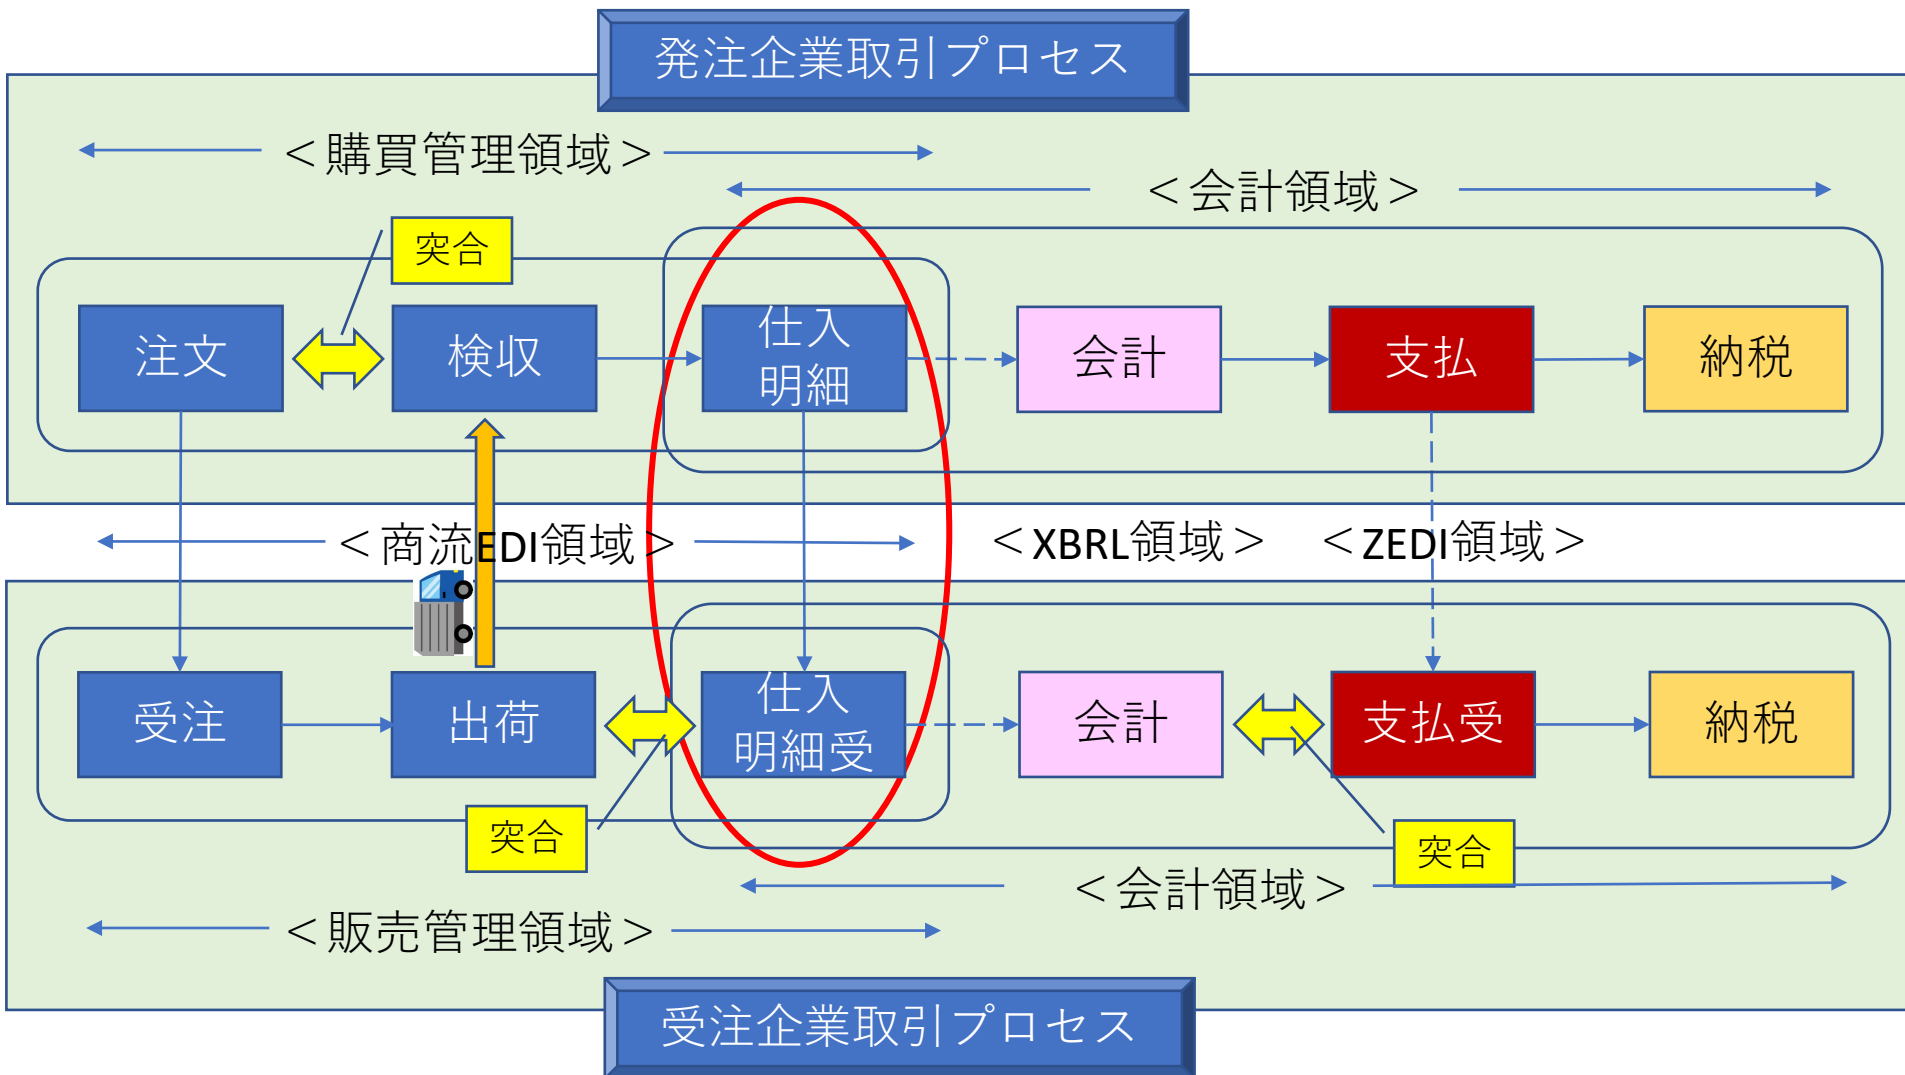 発注企業取引プロセス
＜購買管理領域＞
＜会計領域＞
突合
注文
検収
仕入
明細
会計
支払
納税
＜商流EDI領域＞
＜XBRL領域＞
＜ZEDI領域＞
受注
出荷
仕入
明細受
会計
支払受
納税
突合
突合
＜会計領域＞
＜販売管理領域＞
受注企業取引プロセス